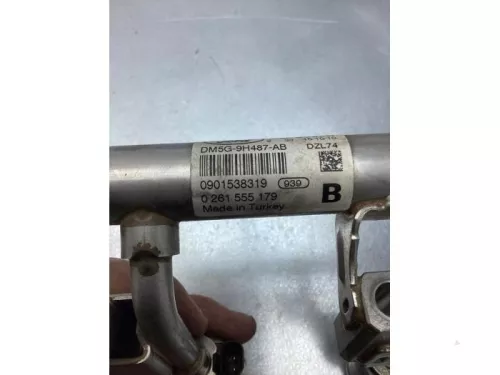 DM5G-9H487-AB
DZL74
0901538319 939
0 261 555 179 B
Made in Turkey